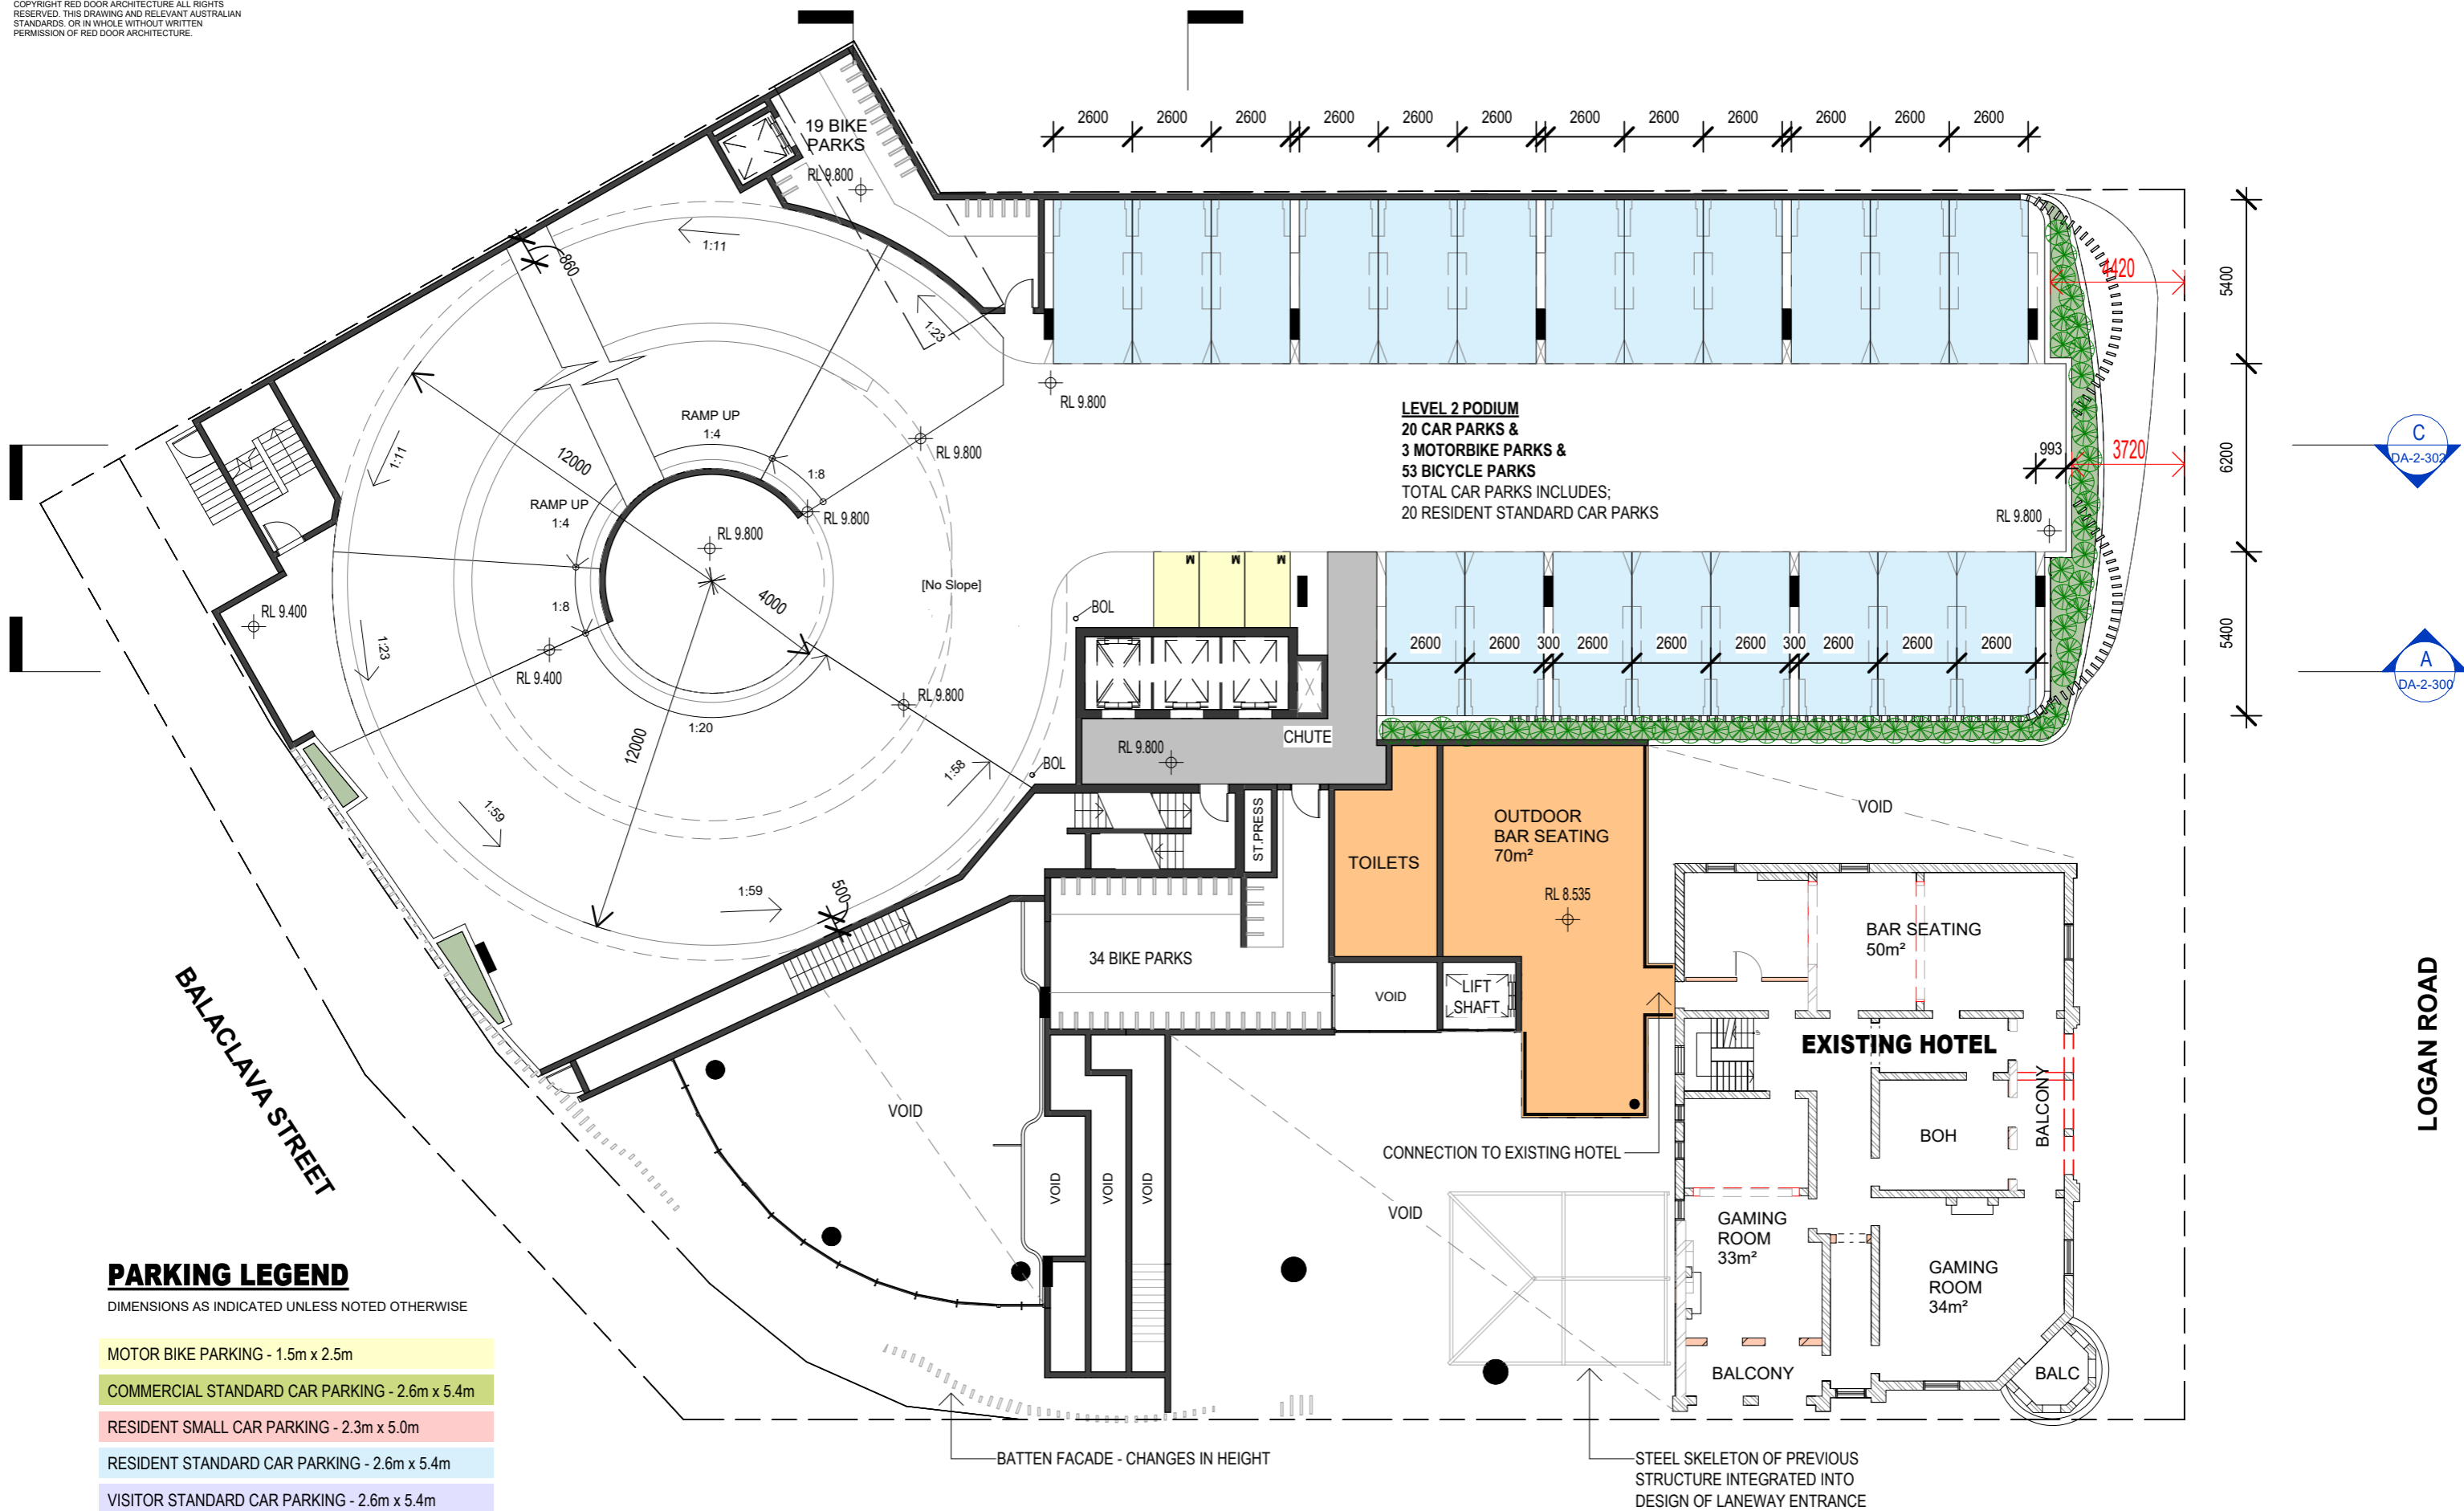 COPYRIGHT RED DOOR ARCHITECTURE ALL RIGHTS
RESERVED. THIS DRAWING AND RELEVANT AUSTRALIAN
STANDARDS. OR IN WHOLE WITHOUT WRITTEN
PERMISSION OF RED DOOR ARCHITECTURE.
2600 2600 2600 2600 2600 2600 2600 2600 2600 2600 2600 2600
19 BIKE
PARKS
RL 9.800
1:11
860
1:23
4420
5400
RL 9.800
RAMP UP
1:4
LEVEL 2 PODIUM
20 CAR PARKS &
3 MOTORBIKE PARKS &
53 BICYCLE PARKS
TOTAL CAR PARKS INCLUDES;
20 RESIDENT STANDARD CAR PARKS
C
DA-2-302
993
3720
6200
1:11
12000
RL 9.800
1:8
RAMP UP
1:4
RL 9.800
RL 9.800
RL 9.800
[No Slope]
M M M
4000
1:8
BOL
RL 9.400
1:23
2600 2600 300 2600 2600 2600 300 2600 2600 2600
5400
A
DA-2-300
RL 9.400
RL 9.800
1:20
CHUTE
RL 9.800
12000
BOL
1:58
1:59
VOID
ST.PRESS
OUTDOOR
BAR SEATING
70m²
TOILETS
1:59
500
RL 8.535
BAR SEATING
50m²
34 BIKE PARKS
VOID
LIFT
SHAFT
BALACLAVA STREET
EXISTING HOTEL
LOGAN ROAD
VOID
BALCONY
BOH
CONNECTION TO EXISTING HOTEL
VOID
VOID
VOID
VOID
GAMING
ROOM
33m²
GAMING
ROOM
34m²
BALCONY
BALC
PARKING LEGEND
DIMENSIONS AS INDICATED UNLESS NOTED OTHERWISE
MOTOR BIKE PARKING - 1.5m x 2.5m
COMMERCIAL STANDARD CAR PARKING - 2.6m x 5.4m
RESIDENT SMALL CAR PARKING - 2.3m x 5.0m
RESIDENT STANDARD CAR PARKING - 2.6m x 5.4m
VISITOR STANDARD CAR PARKING - 2.6m x 5.4m
BATTEN FACADE - CHANGES IN HEIGHT
STEEL SKELETON OF PREVIOUS
STRUCTURE INTEGRATED INTO
DESIGN OF LANEWAY ENTRANCE